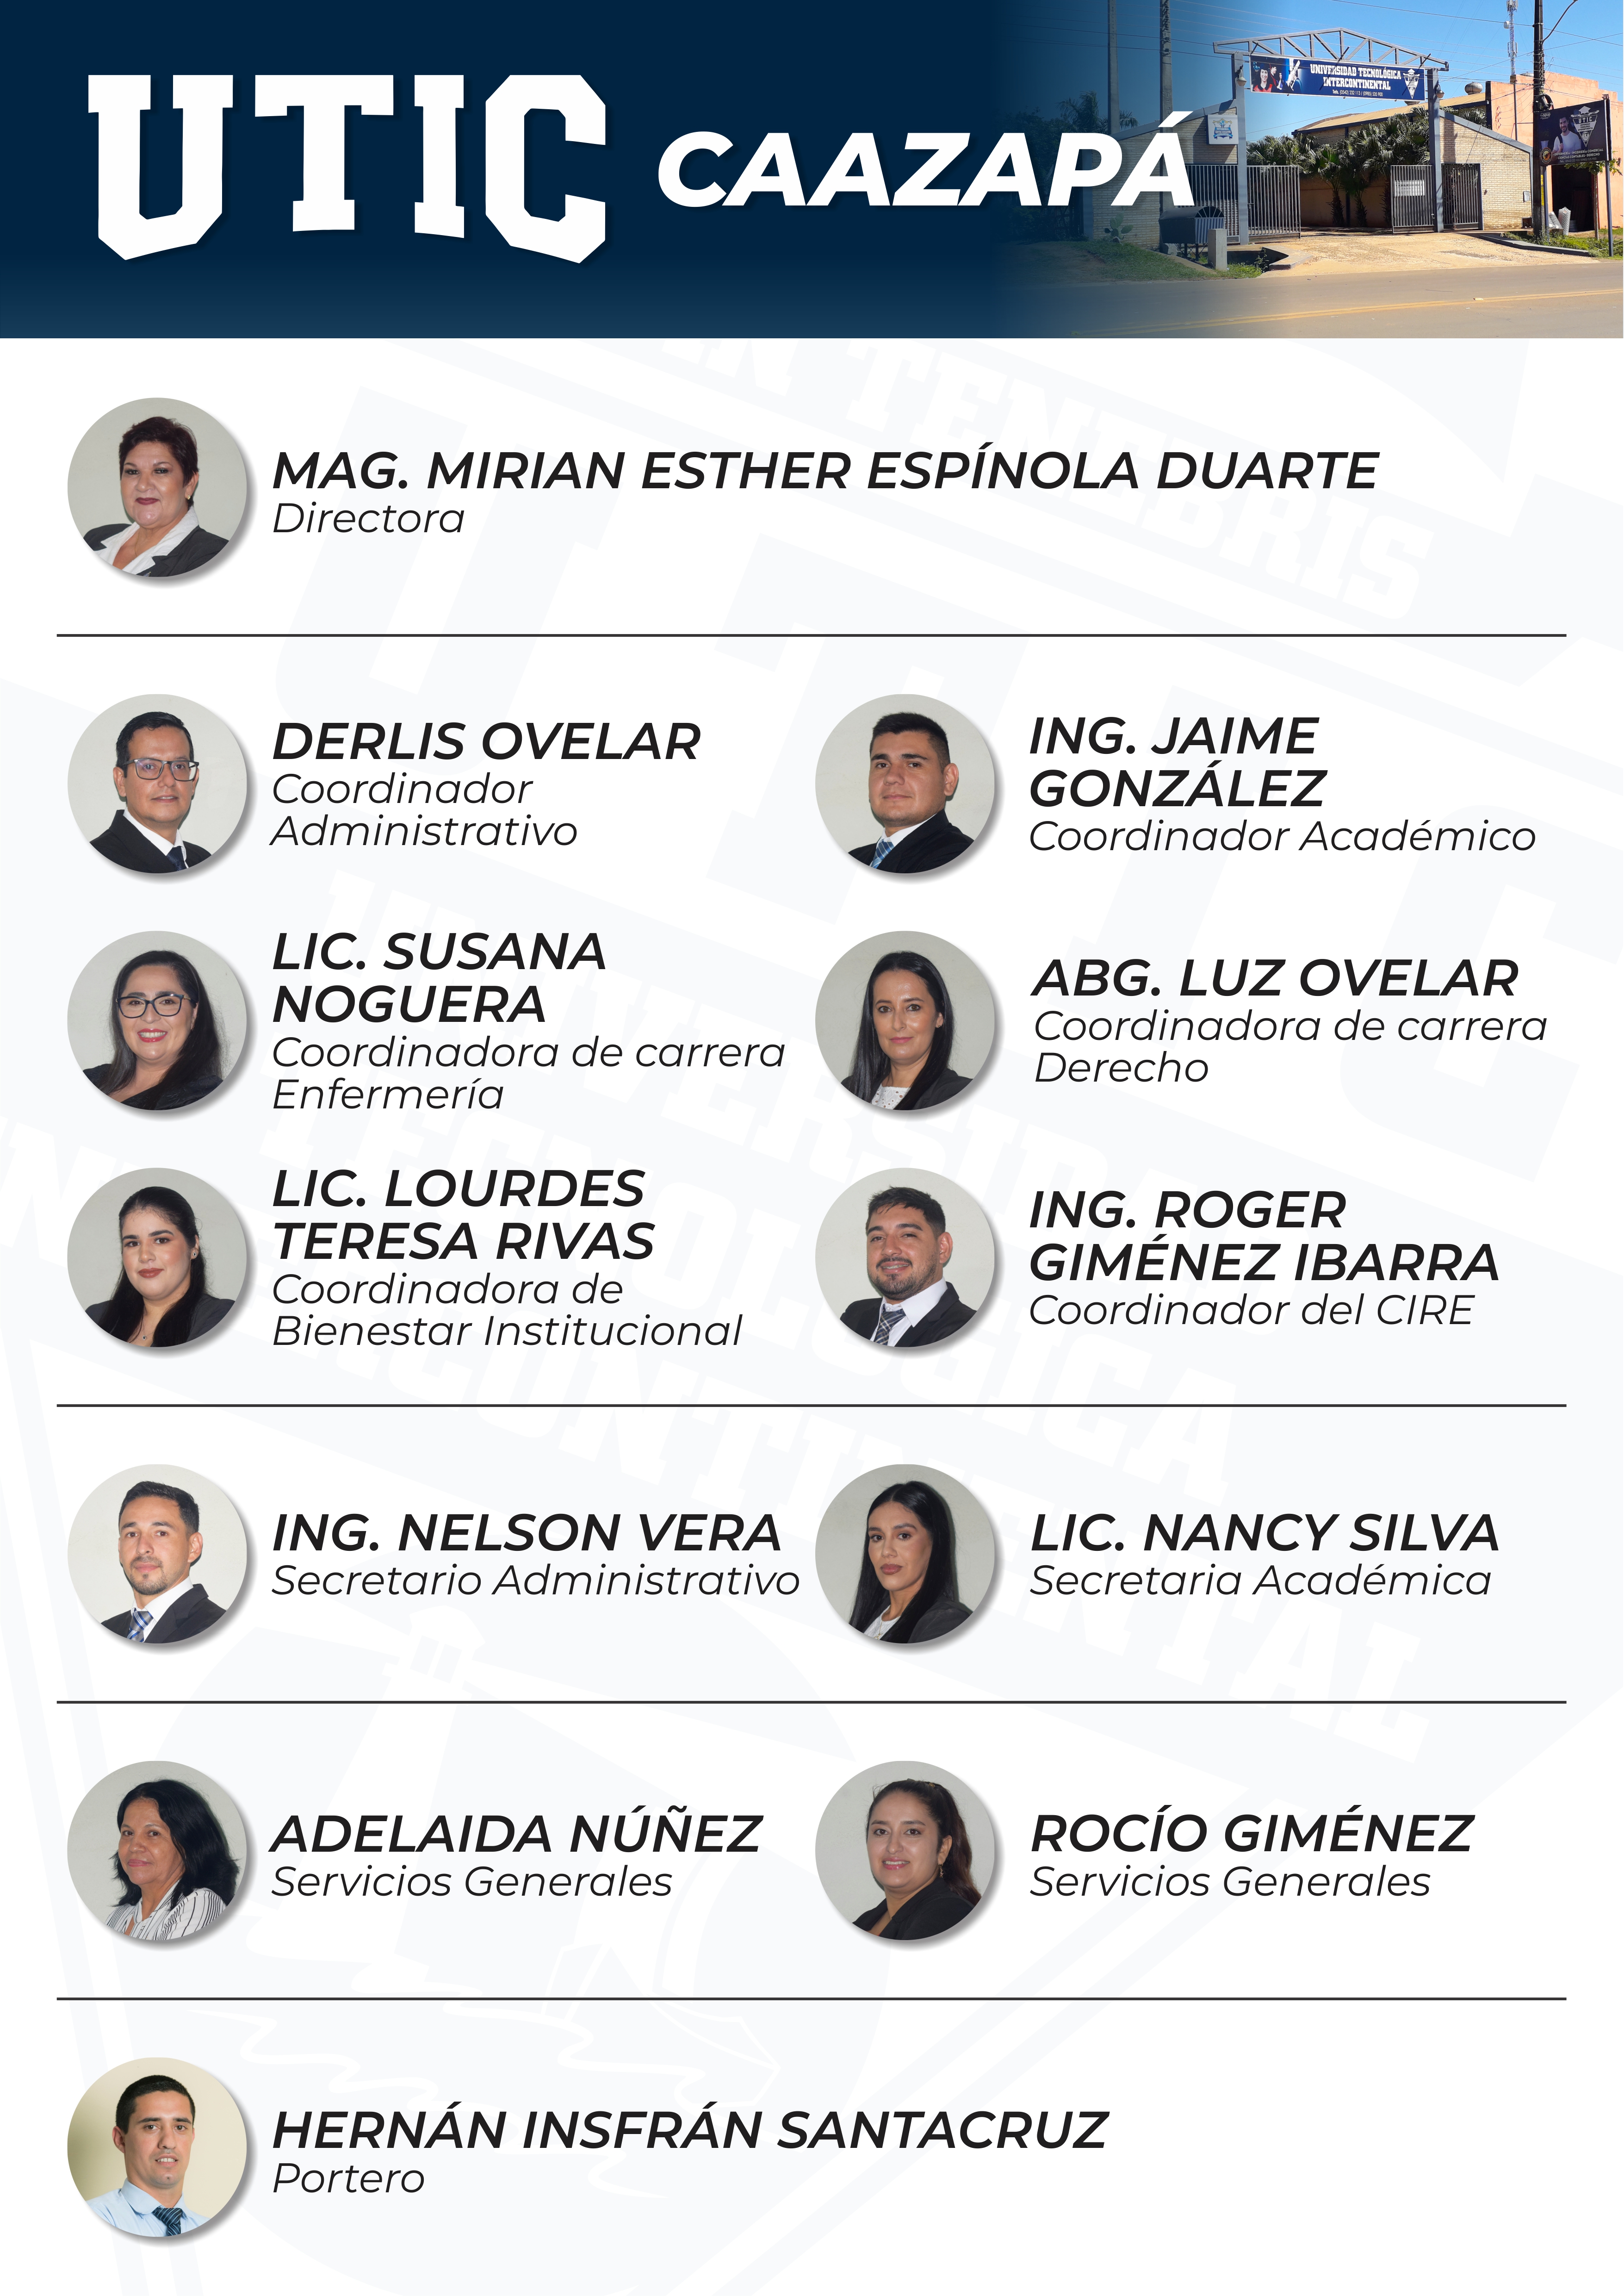 UTIC CAAZAPÁ
UNIVERSIDAD TECNOLÓGICA
INTERCONTINENTAL
MAG. MIRIAN ESTHER ESPÍNOLA DUARTE
Directora
DERLIS OVELAR
Coordinador
Administrativo
ING. JAIME
GONZÁLEZ
Coordinador Académico
LIC. SUSANA
NOGUERA
Coordinadora de carrera
Enfermería
ABG. LUZ OVELAR
Coordinadora de carrera
Derecho
LIC. LOURDES
TERESA RIVAS
Coordinadora de
Bienestar Institucional
ING. ROGER
GIMÉNEZ IBARRA
Coordinador del CIRE
ING. NELSON VERA
Secretario Administrativo
LIC. NANCY SILVA
Secretaria Académica
ADELAIDA NÚÑEZ
Servicios Generales
ROCÍO GIMÉNEZ
Servicios Generales
HERNÁN INSFRÁN SANTACRUZ
Portero